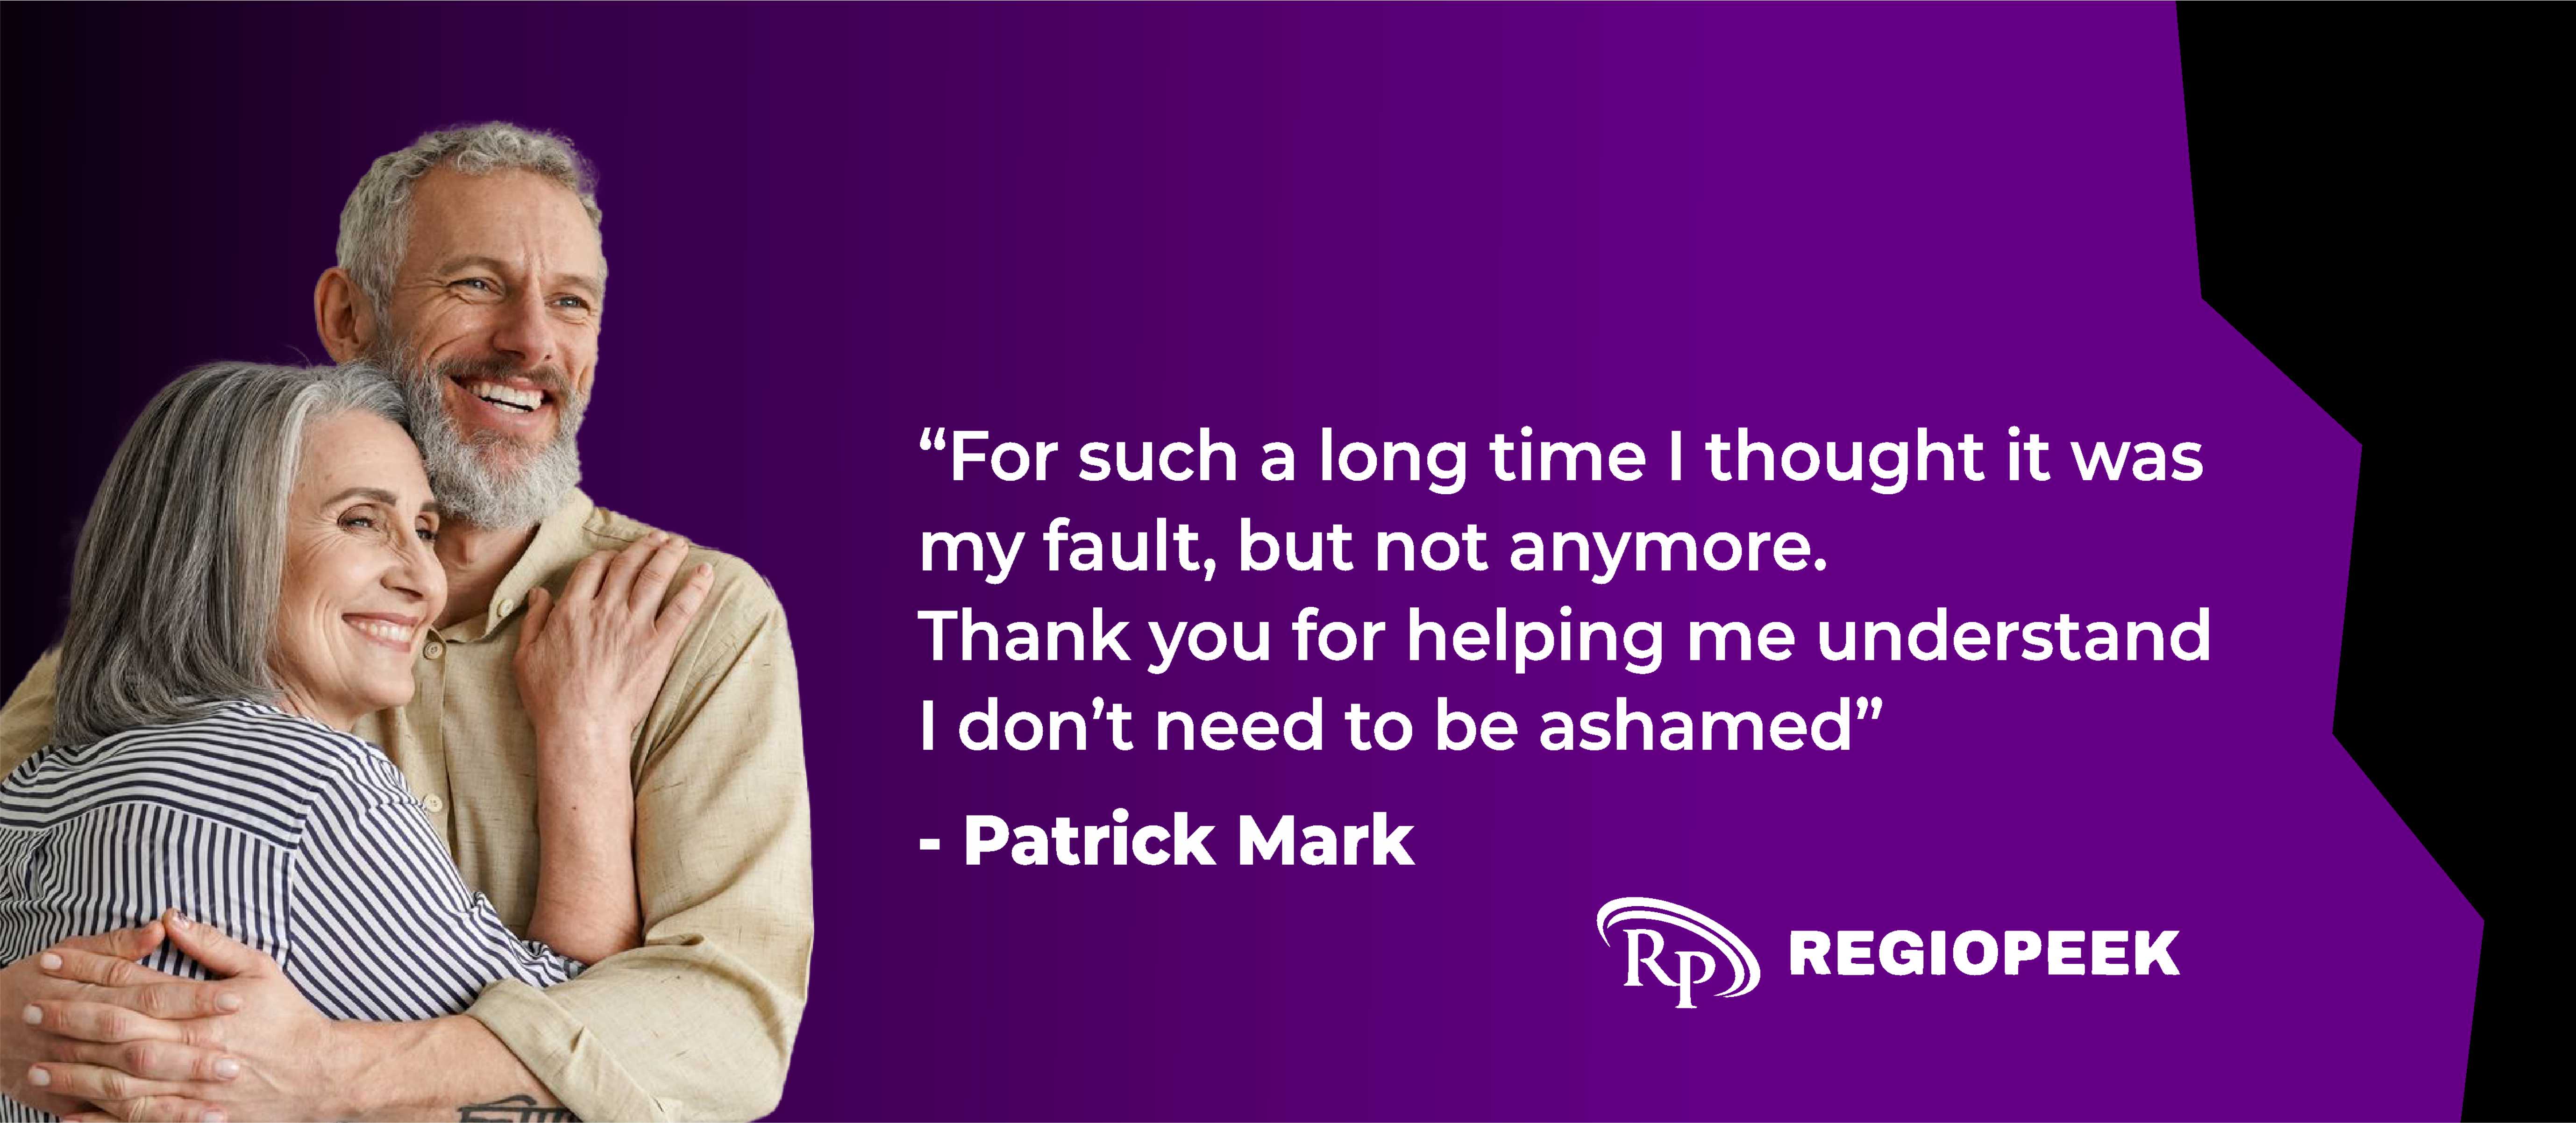 “For such a long time I thought it was
my fault, but not anymore.
Thank you for helping me understand
I don’t need to be ashamed”
- Patrick Mark
RP REGIOPEEK